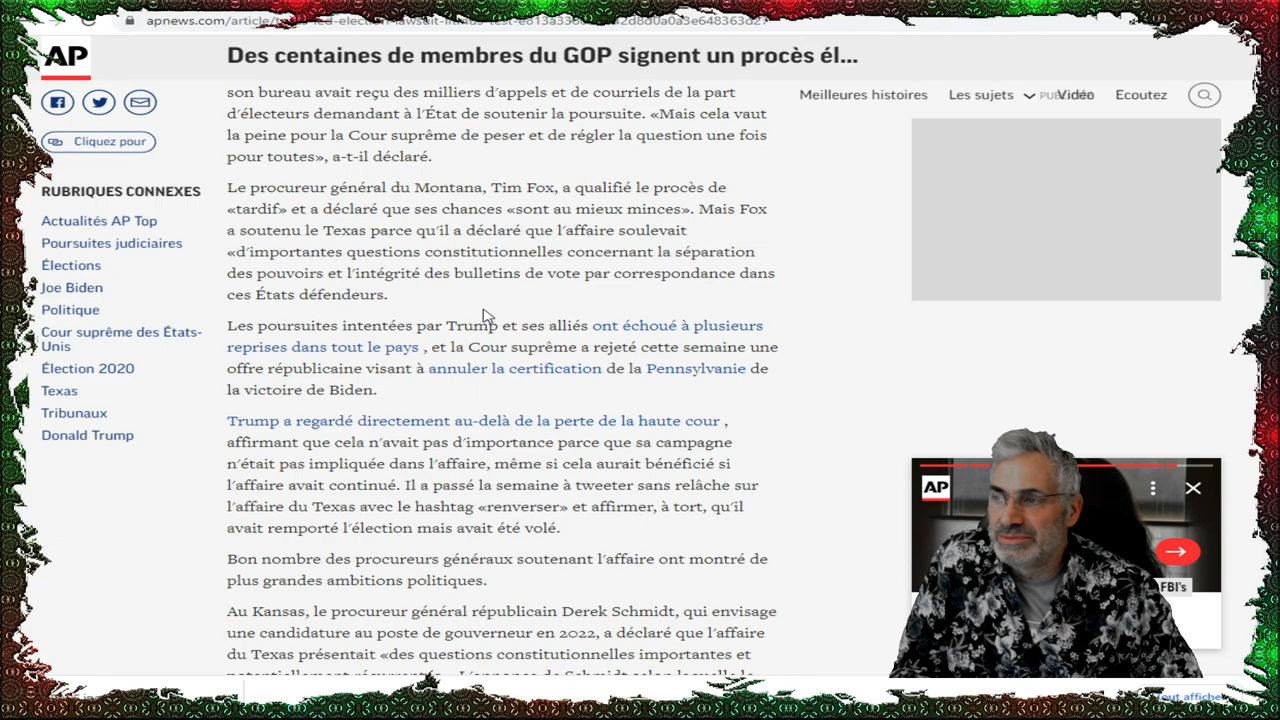 AP
Des centaines de membres du GOP signent un procès él...
Meilleures histoires
Les sujets
Vidéo
Ecoutez
Cliquez pour
RUBRIQUES CONNEXES
Actualités AP Top
Poursuites judiciaires
Élections
Joe Biden
Politique
Cour suprême des États-
Unis
Élection 2020
Texas
Tribunaux
Donald Trump
son bureau avait reçu des milliers d'appels et de courriels de la part
d'électeurs demandant à l'État de soutenir la poursuite. «Mais cela vaut
la peine pour la Cour suprême de peser et de régler la question une fois
pour toutes», a-t-il déclaré.
Le procureur général du Montana, Tim Fox, a qualifié le procès de
«tardif» et a déclaré que ses chances «sont au mieux minces». Mais Fox
a soutenu le Texas parce qu'il a déclaré que l'affaire soulevait
«d'importantes questions constitutionnelles concernant la séparation
des pouvoirs et l'intégrité des bulletins de vote par correspondance dans
ces États défendeurs.
Les poursuites intentées par Trump et ses alliés ont échoué à plusieurs
reprises dans tout le pays , et la Cour suprême a rejeté cette semaine une
offre républicaine visant à annuler la certification de la Pennsylvanie de
la victoire de Biden.
Trump a regardé directement au-delà de la perte de la haute cour ,
affirmant que cela n'avait pas d'importance parce que sa campagne
n'était pas impliquée dans l'affaire, même si cela aurait bénéficié si
l'affaire avait continué. Il a passé la semaine à tweeter sans relâche sur
l'affaire du Texas avec le hashtag «renverser» et affirmer, à tort, qu'il
avait remporté l'élection mais avait été volé.
Bon nombre des procureurs généraux soutenant l'affaire ont montré de
plus grandes ambitions politiques.
Au Kansas, le procureur général républicain Derek Schmidt, qui envisage
une candidature au poste de gouverneur en 2022, a déclaré que l'affaire
du Texas présentait «des questions constitutionnelles importantes et
AP
FBI's
tout affiche